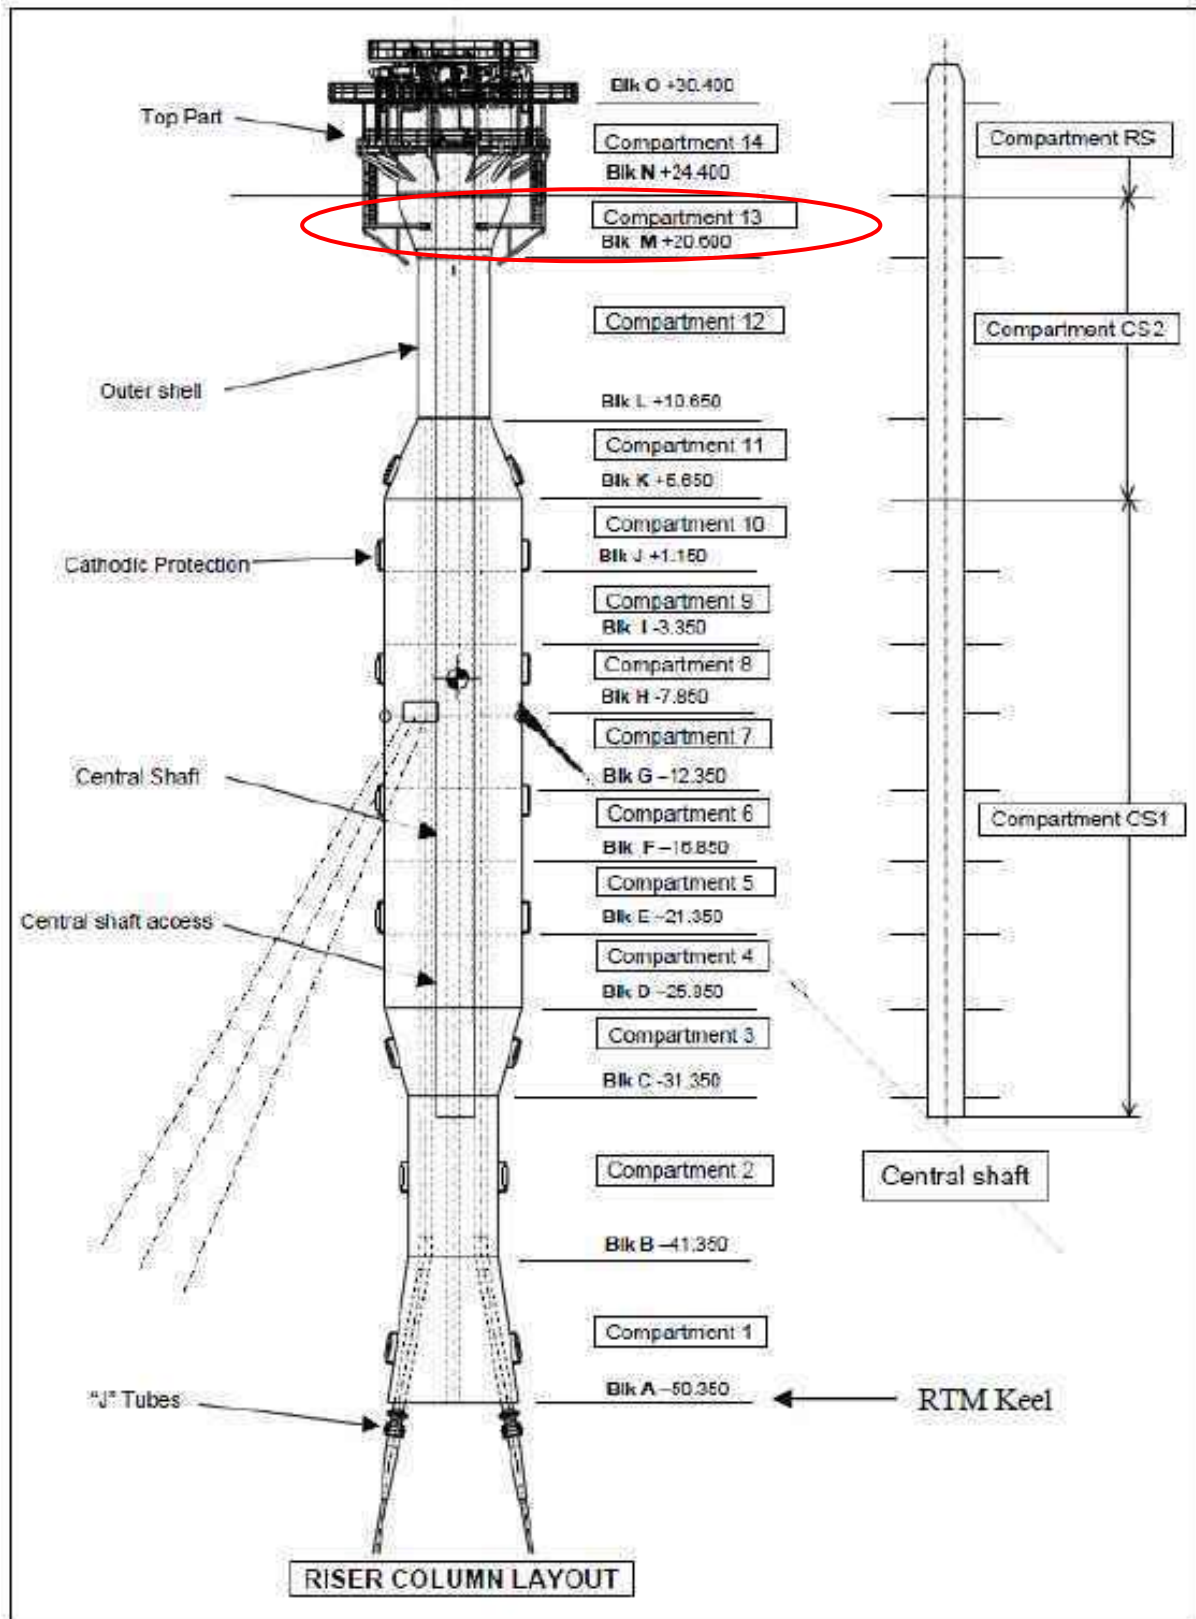 Blk O +30.400
Top Part
Compartment 14
Compartment RS
Blk N +24.400
Compartment 13
Blk M +20.600
Compartment 12
Compartment CS2
Outer shell
Blk L +10.650
Compartment 11
Blk K +5.650
Compartment 10
Cathodic Protection
Blk J +1.150
Compartment 9
Blk I -3.350
Compartment 8
Blk H -7.850
Compartment 7
Central Shaft
Blk G –12.350
Compartment 6
Compartment CS1
Blk F –16.850
Compartment 5
Central shaft access
Blk E –21.350
Compartment 4
Blk D –25.850
Compartment 3
Blk C -31.350
Compartment 2
Central shaft
Blk B –41.350
Compartment 1
"J" Tubes
Blk A –50.350
RTM Keel
RISER COLUMN LAYOUT